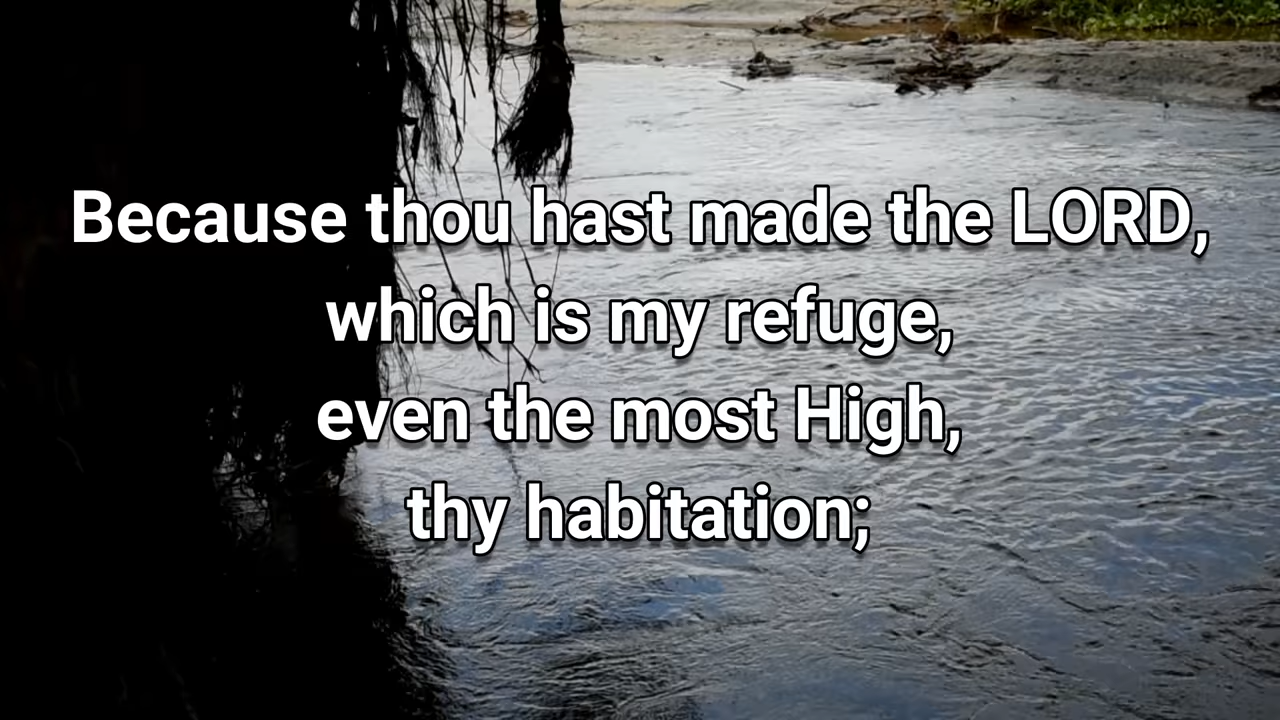 Because thou hast made the LORD,
which is my refuge,
even the most High,
thy habitation;